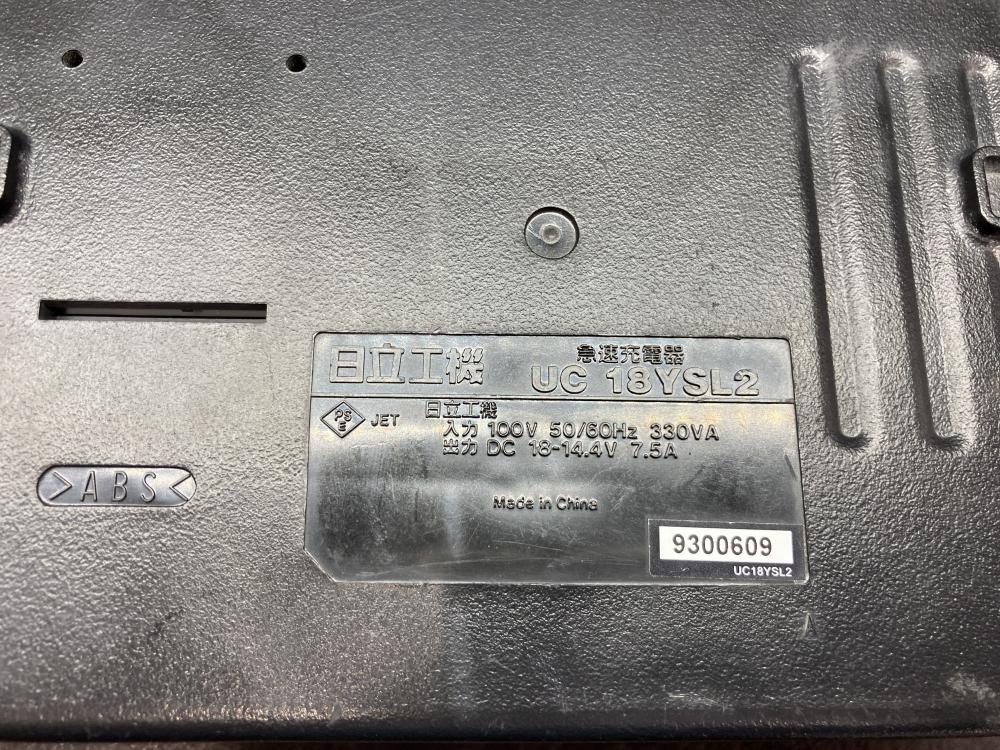 日立工機
急速充電器
UC 18YSL2
PS
E
JET
日立工機
入力 100V 50/60Hz 330VA
出力 DC 18-14.4V 7.5A
Made in China
>ABS<
9300609
UC18YSL2